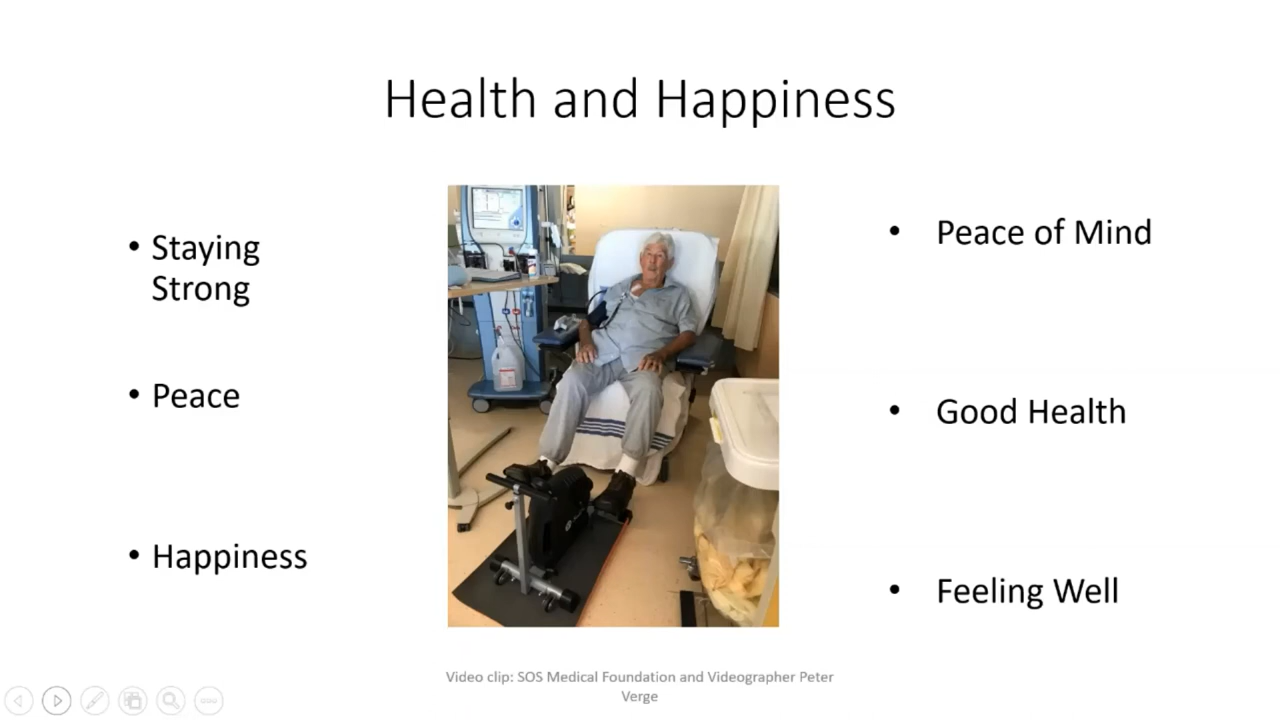 Health and Happiness
• Staying
Strong
• Peace
• Happiness
• Peace of Mind
• Good Health
• Feeling Well
Video clip: SOS Medical Foundation and Videographer Peter
Verge